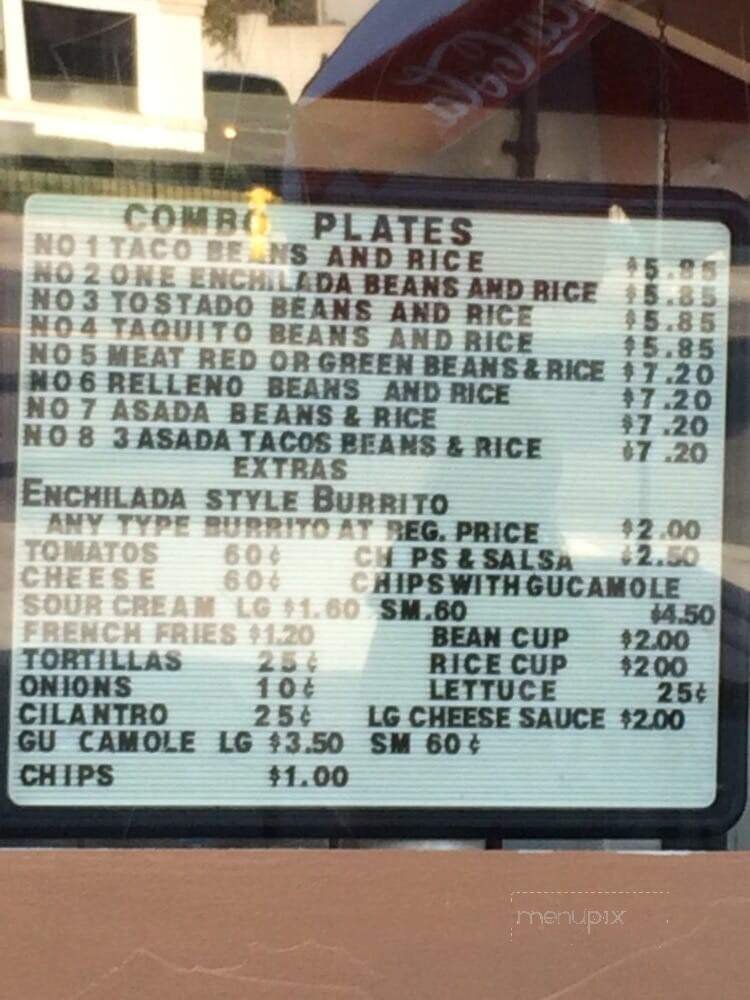 Coca-Cola
COMBO PLATES
NO 1 TACO BEANS AND RICE $5.85
NO 2 ONE ENCHILADA BEANS AND RICE $5.85
NO 3 TOSTADO BEANS AND RICE $5.85
NO 4 TAQUITO BEANS AND RICE $5.85
NO 5 MEAT RED OR GREEN BEANS & RICE $7.20
NO 6 RELLENO BEANS AND RICE $7.20
NO 7 ASADA BEANS & RICE $7.20
NO 8 3 ASADA TACOS BEANS & RICE $7.20
EXTRAS
ENCHILADA STYLE BURRITO
ANY TYPE BURRITO AT REG. PRICE $2.00
TOMATOS 60¢ CH PS & SALSA $2.50
CHEESE 60¢ CHIPS WITH GUCAMOLE
SOUR CREAM LG $1.60 SM .60 $4.50
FRENCH FRIES $1.20 BEAN CUP $2.00
TORTILLAS 25¢ RICE CUP $200
ONIONS 10¢ LETTUCE 25¢
CILANTRO 25¢ LG CHEESE SAUCE $2.00
GU CAMOLE LG $3.50 SM 60¢
CHIPS $1.00
menupix